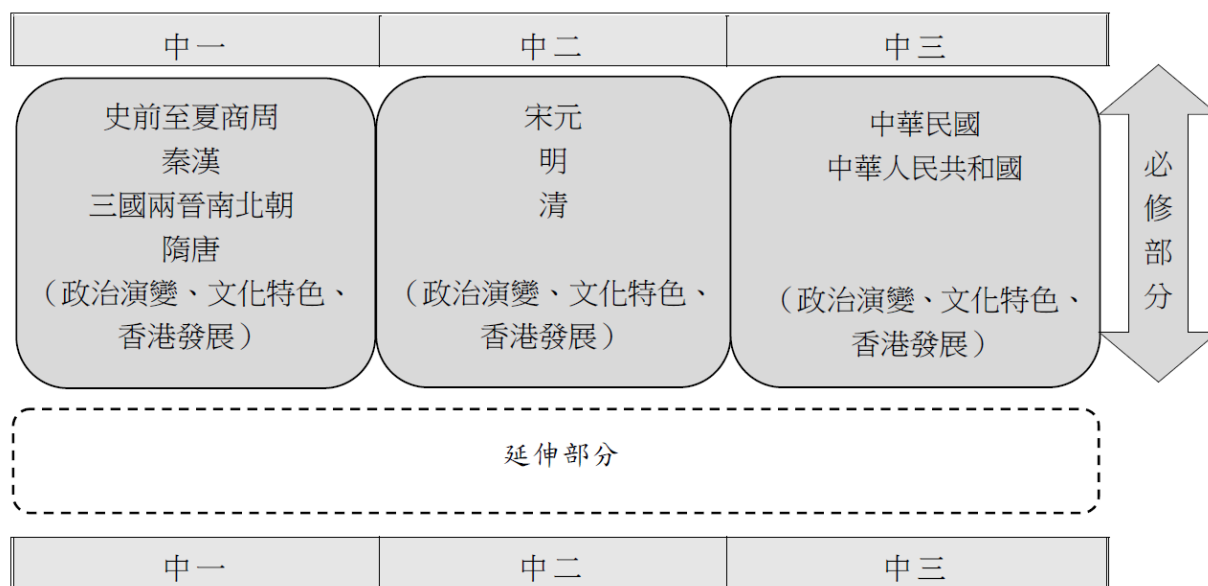 中一
中二
中三
史前至夏商周
秦漢
三國兩晉南北朝
隋唐
（政治演變、文化特色、
香港發展）
宋元
明
清
（政治演變、文化特色、
香港發展）
中華民國
中華人民共和國
（政治演變、文化特色、
香港發展）
必修部分
延伸部分
中一
中二
中三